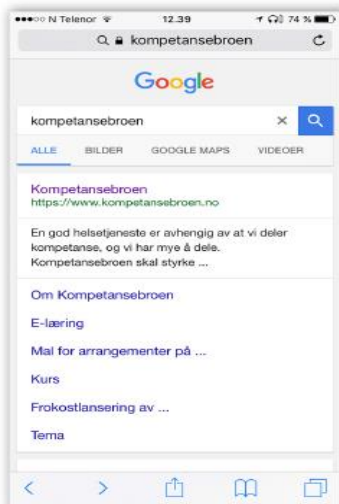 N Telenor 12.39 74 %
kompetansebroen
Google
kompetansebroen
ALLE BILDER GOOGLE MAPS VIDEOER
Kompetansebroen
https://www.kompetansebroen.no
En god helsetjeneste er avhengig av at vi deler
kompetanse, og vi har mye å dele.
Kompetansebroen skal styrke ...
Om Kompetansebroen
E-læring
Mal for arrangementer på ...
Kurs
Frokostlansering av ...
Tema